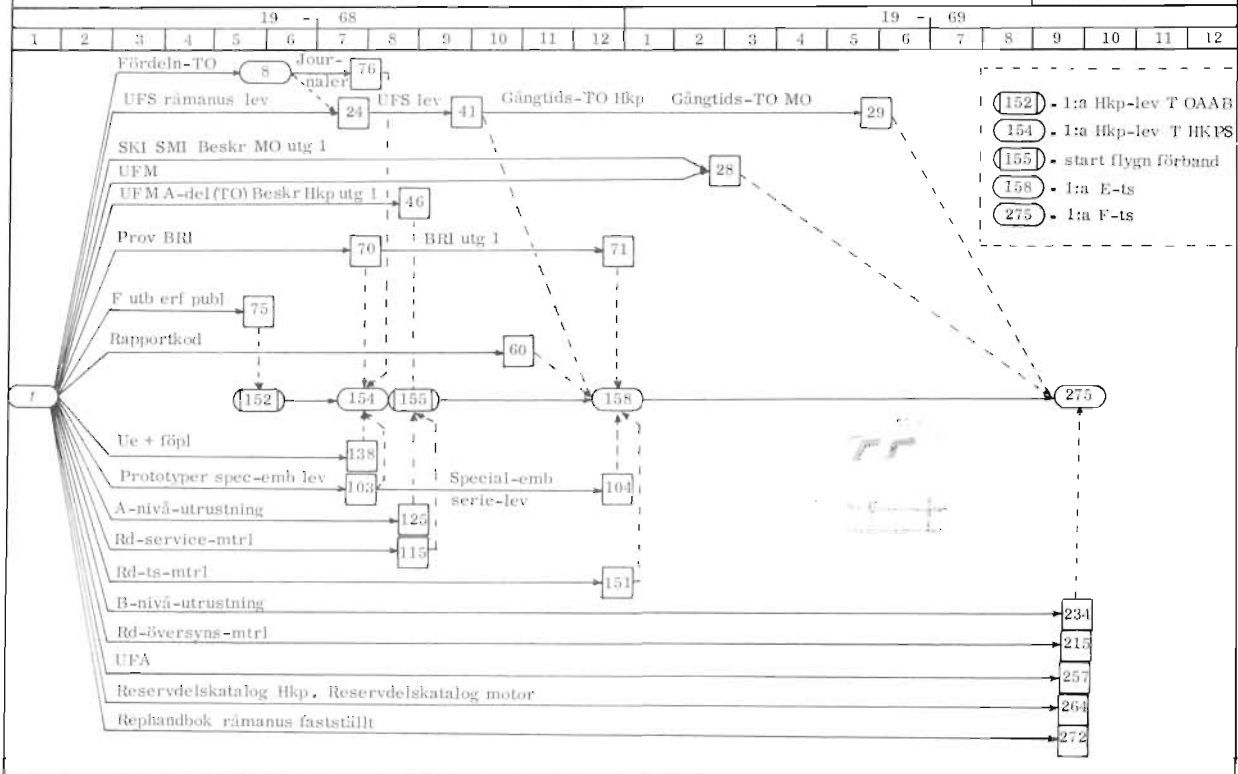 19 - 68
19 - 69
1 2 3 4 5 6 7 8 9 10 11 12 1 2 3 4 5 6 7 8 9 10 11 12
Fördeln-TO
8
Jour-
naler
76
UFS råmanus lev
24
UFS lev
41
Gångtids-TO Hkp
Gångtids-TO MO
29
152 - 1:a Hkp-lev T OAAB
154 - 1:a Hkp-lev T HKPS
155 - start flygn förband
158 - 1:a E-ts
275 - 1:a F-ts
SKI SMI Beskr MO utg 1
UFM
28
UFM A-del (TO) Beskr Hkp utg 1
46
Prov BRI
70
BRI utg 1
71
F utb erf publ
75
Rapportkod
60
1
152
154
155
158
275
Ue + föpl
138
Prototyper spec-emb lev
103
Special-emb
serie-lev
104
A-nivå-utrustning
125
Rd-service-mtrl
115
Rd-ts-mtrl
151
B-nivå-utrustning
234
Rd-översyns-mtrl
215
UFA
257
Reservdelskatalog Hkp. Reservdelskatalog motor
264
Rephandbok råmanus fastställt
272